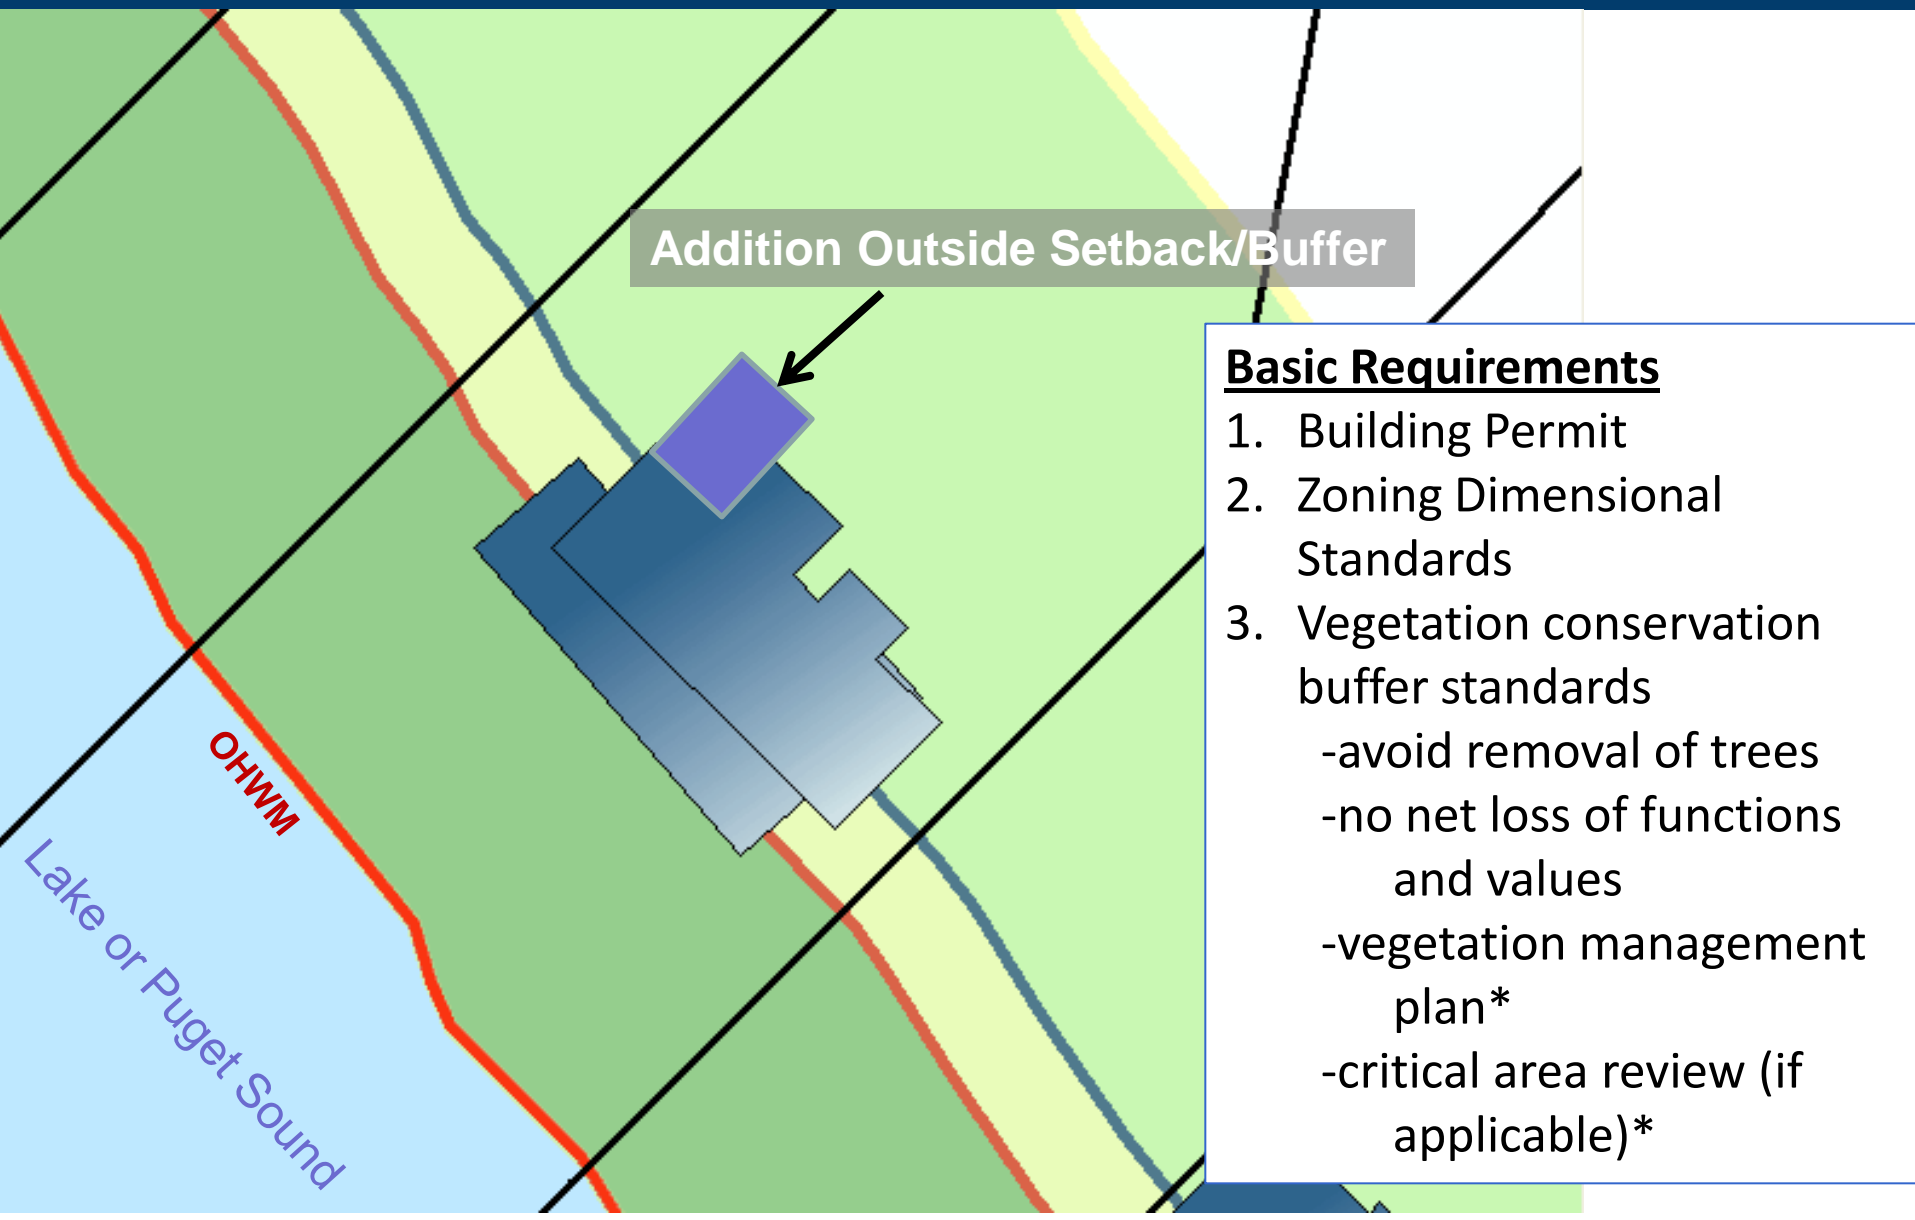 Addition Outside Setback/Buffer
Basic Requirements
1. Building Permit
2. Zoning Dimensional
Standards
3. Vegetation conservation
buffer standards
-avoid removal of trees
-no net loss of functions
and values
-vegetation management
plan*
-critical area review (if
applicable)*
OHWM
Lake or Puget Sound